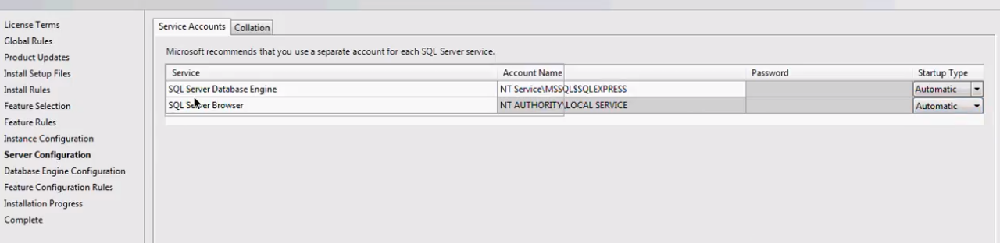 License Terms
Global Rules
Product Updates
Install Setup Files
Install Rules
Feature Selection
Feature Rules
Instance Configuration
Server Configuration
Database Engine Configuration
Feature Configuration Rules
Installation Progress
Complete
Service Accounts Collation
Microsoft recommends that you use a separate account for each SQL Server service.
Service Account Name Password Startup Type
SQL Server Database Engine NT Service\MSSQL$SQLEXPRESS Automatic
SQL Server Browser NT AUTHORITY\LOCAL SERVICE Automatic